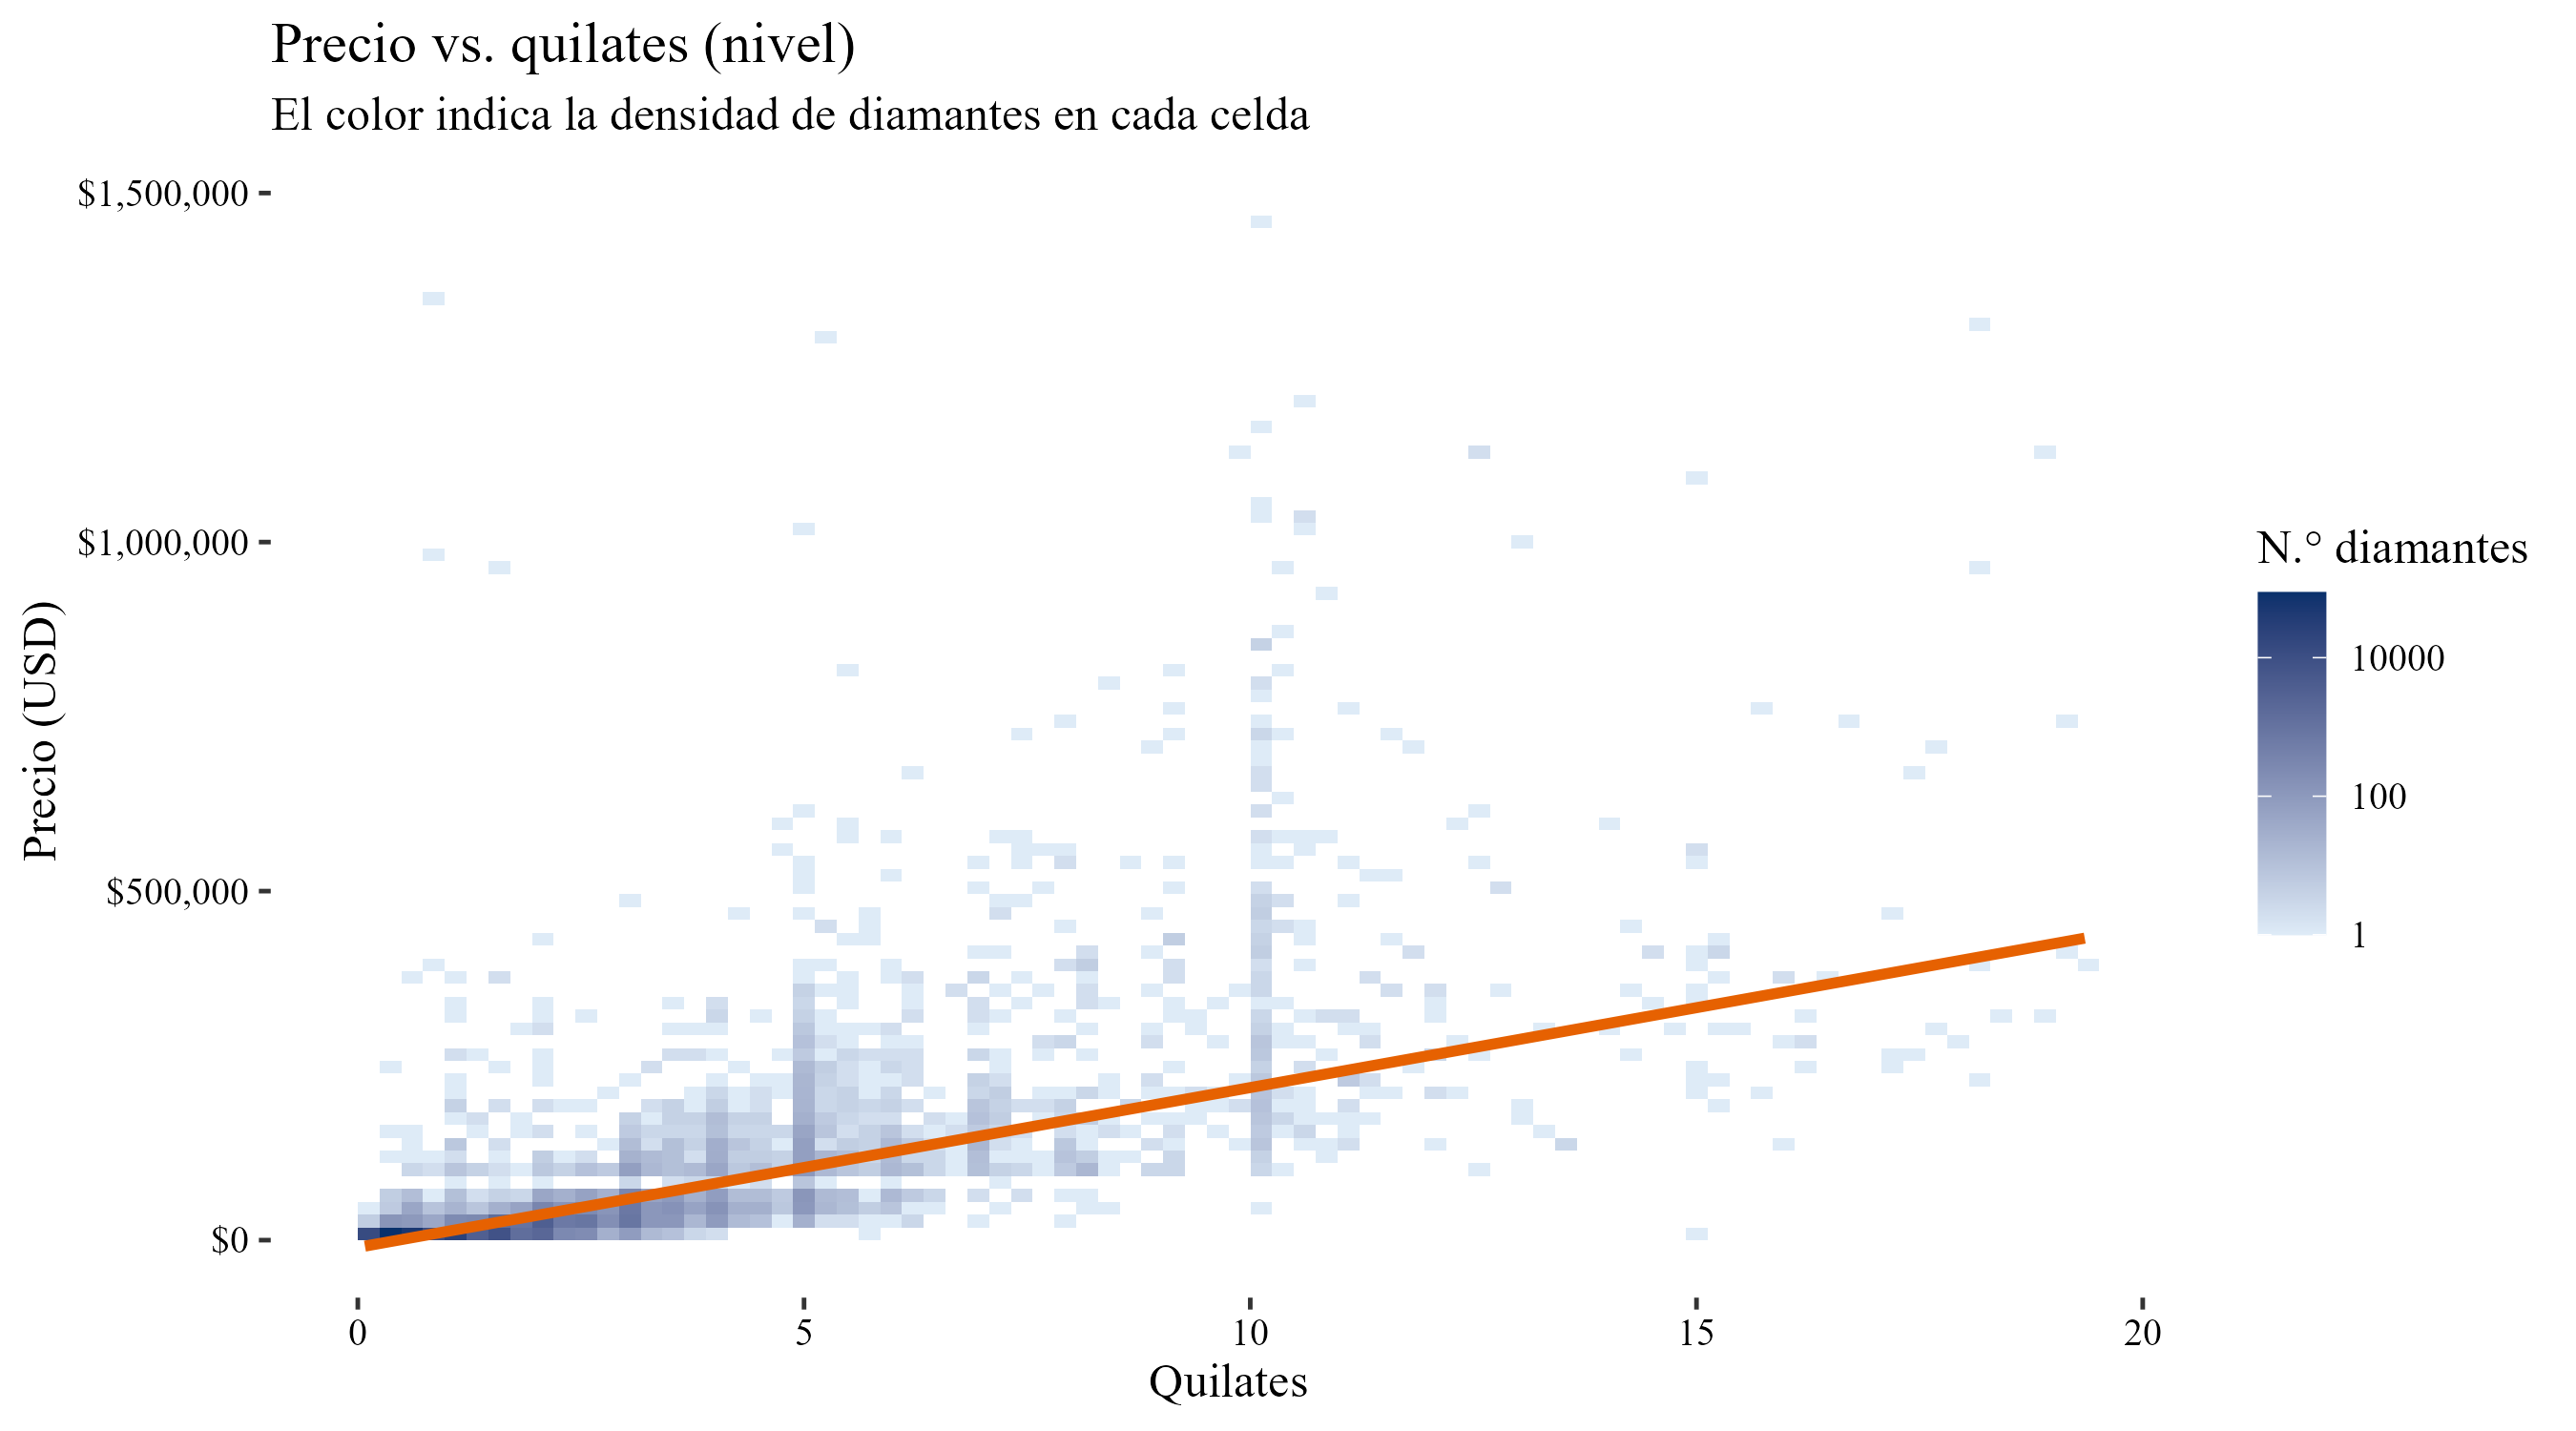 Precio vs. quilates (nivel)
El color indica la densidad de diamantes en cada celda
$1,500,000
$1,000,000
$500,000
$0
Precio (USD)
0 5 10 15 20
Quilates
N.° diamantes
10000
100
1